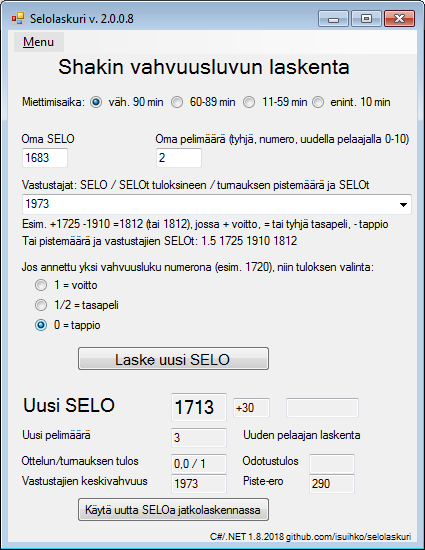 Selolaskuri v. 2.0.0.8
Menu
Shakin vahvuusluvun laskenta
Miettimisaika: väh. 90 min 60-89 min 11-59 min enint. 10 min
Oma SELO Oma pelimäärä (tyhjä, numero, uudella pelaajalla 0-10)
1683 2
Vastustajat: SELO / SELOt tuloksineen / turnauksen pistemäärä ja SELOt
1973
Esim. +1725 -1910 =1812 (tai 1812), jossa + voitto, = tai tyhjä tasapeli, - tappio
Tai pistemäärä ja vastustajien SELOt: 1.5 1725 1910 1812
Jos annettu yksi vahvuusluku numerona (esim. 1720), niin tuloksen valinta:
1 = voitto
1/2 = tasapeli
0 = tappio
Laske uusi SELO
Uusi SELO 1713 +30
Uusi pelimäärä 3 Uuden pelaajan laskenta
Ottelun/turnauksen tulos 0,0 / 1 Odotustulos
Vastustajien keskivahvuus 1973 Piste-ero 290
Käytä uutta SELOa jatkolaskennassa
C#/.NET 1.8.2018 github.com/isuihko/selolaskuri